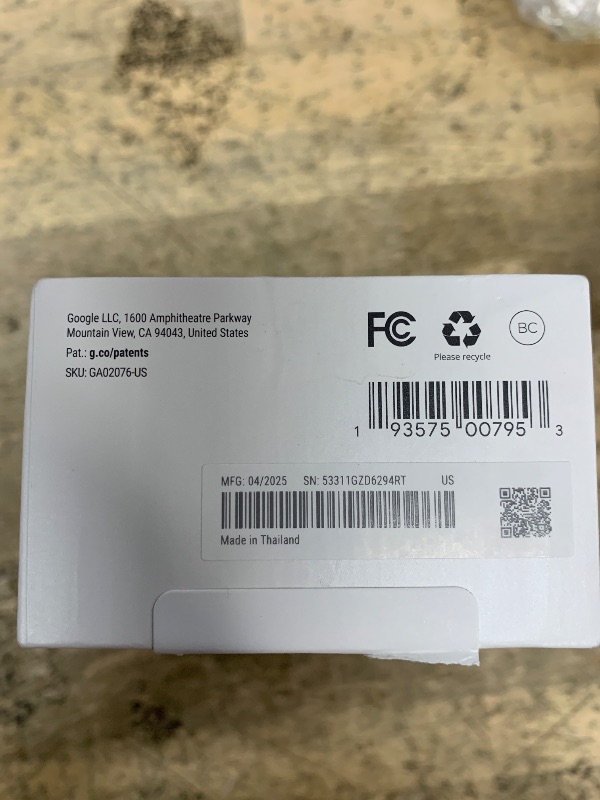 Google LLC, 1600 Amphitheatre Parkway
Mountain View, CA 94043, United States
Pat.: g.co/patents
SKU: GA02076-US
FC
Please recycle
BC
1 93575 00795 3
MFG: 04/2025 SN: 53311GZD6294RT US
Made in Thailand